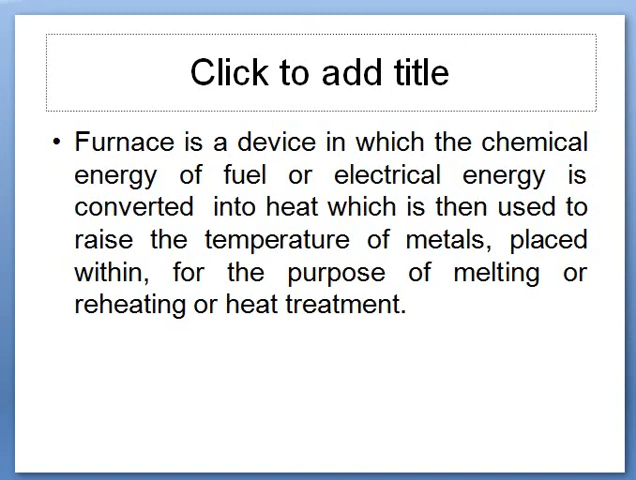 Click to add title
• Furnace is a device in which the chemical
energy of fuel or electrical energy is
converted into heat which is then used to
raise the temperature of metals, placed
within, for the purpose of melting or
reheating or heat treatment.